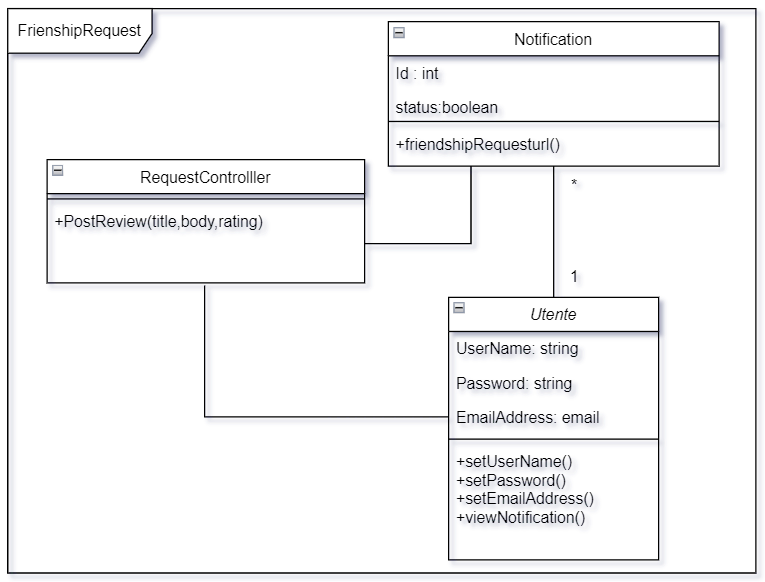 FrienshipRequest
Notification
Id : int
status:boolean
+friendshipRequesturl()
RequestControlller
+PostReview(title,body,rating)
*
1
Utente
UserName: string
Password: string
EmailAddress: email
+setUserName()
+setPassword()
+setEmailAddress()
+viewNotification()